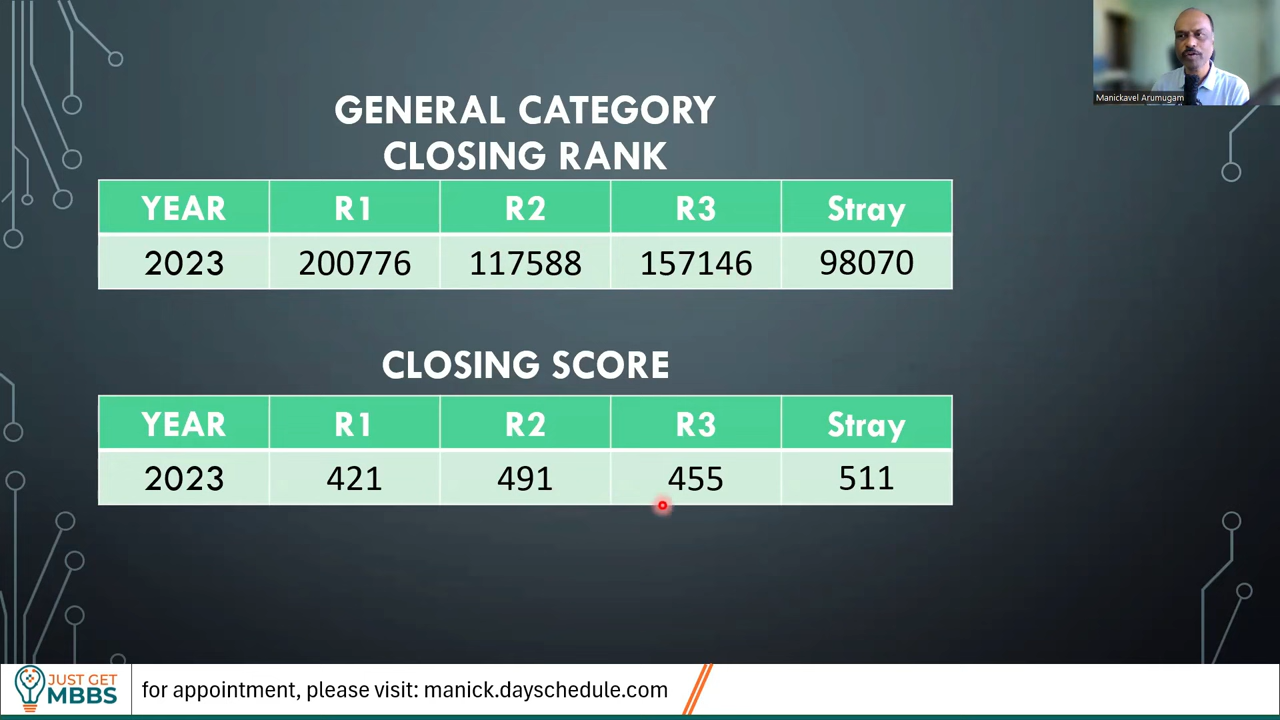 Manickavel Arumugam
GENERAL CATEGORY
CLOSING RANK
YEAR R1 R2 R3 Stray
2023 200776 117588 157146 98070
CLOSING SCORE
YEAR R1 R2 R3 Stray
2023 421 491 455 511
JUST GET
MBBS
for appointment, please visit: manick.dayschedule.com